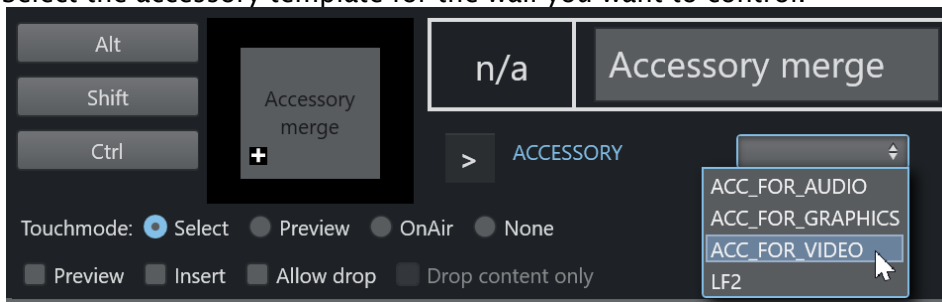 Select the accessory template for the wall you want to control.
Alt
Shift
Ctrl
Accessory
merge
n/a
Accessory merge
>
ACCESSORY
ACC_FOR_AUDIO
ACC_FOR_GRAPHICS
ACC_FOR_VIDEO
LF2
Touchmode: Select Preview OnAir None
Preview Insert Allow drop Drop content only